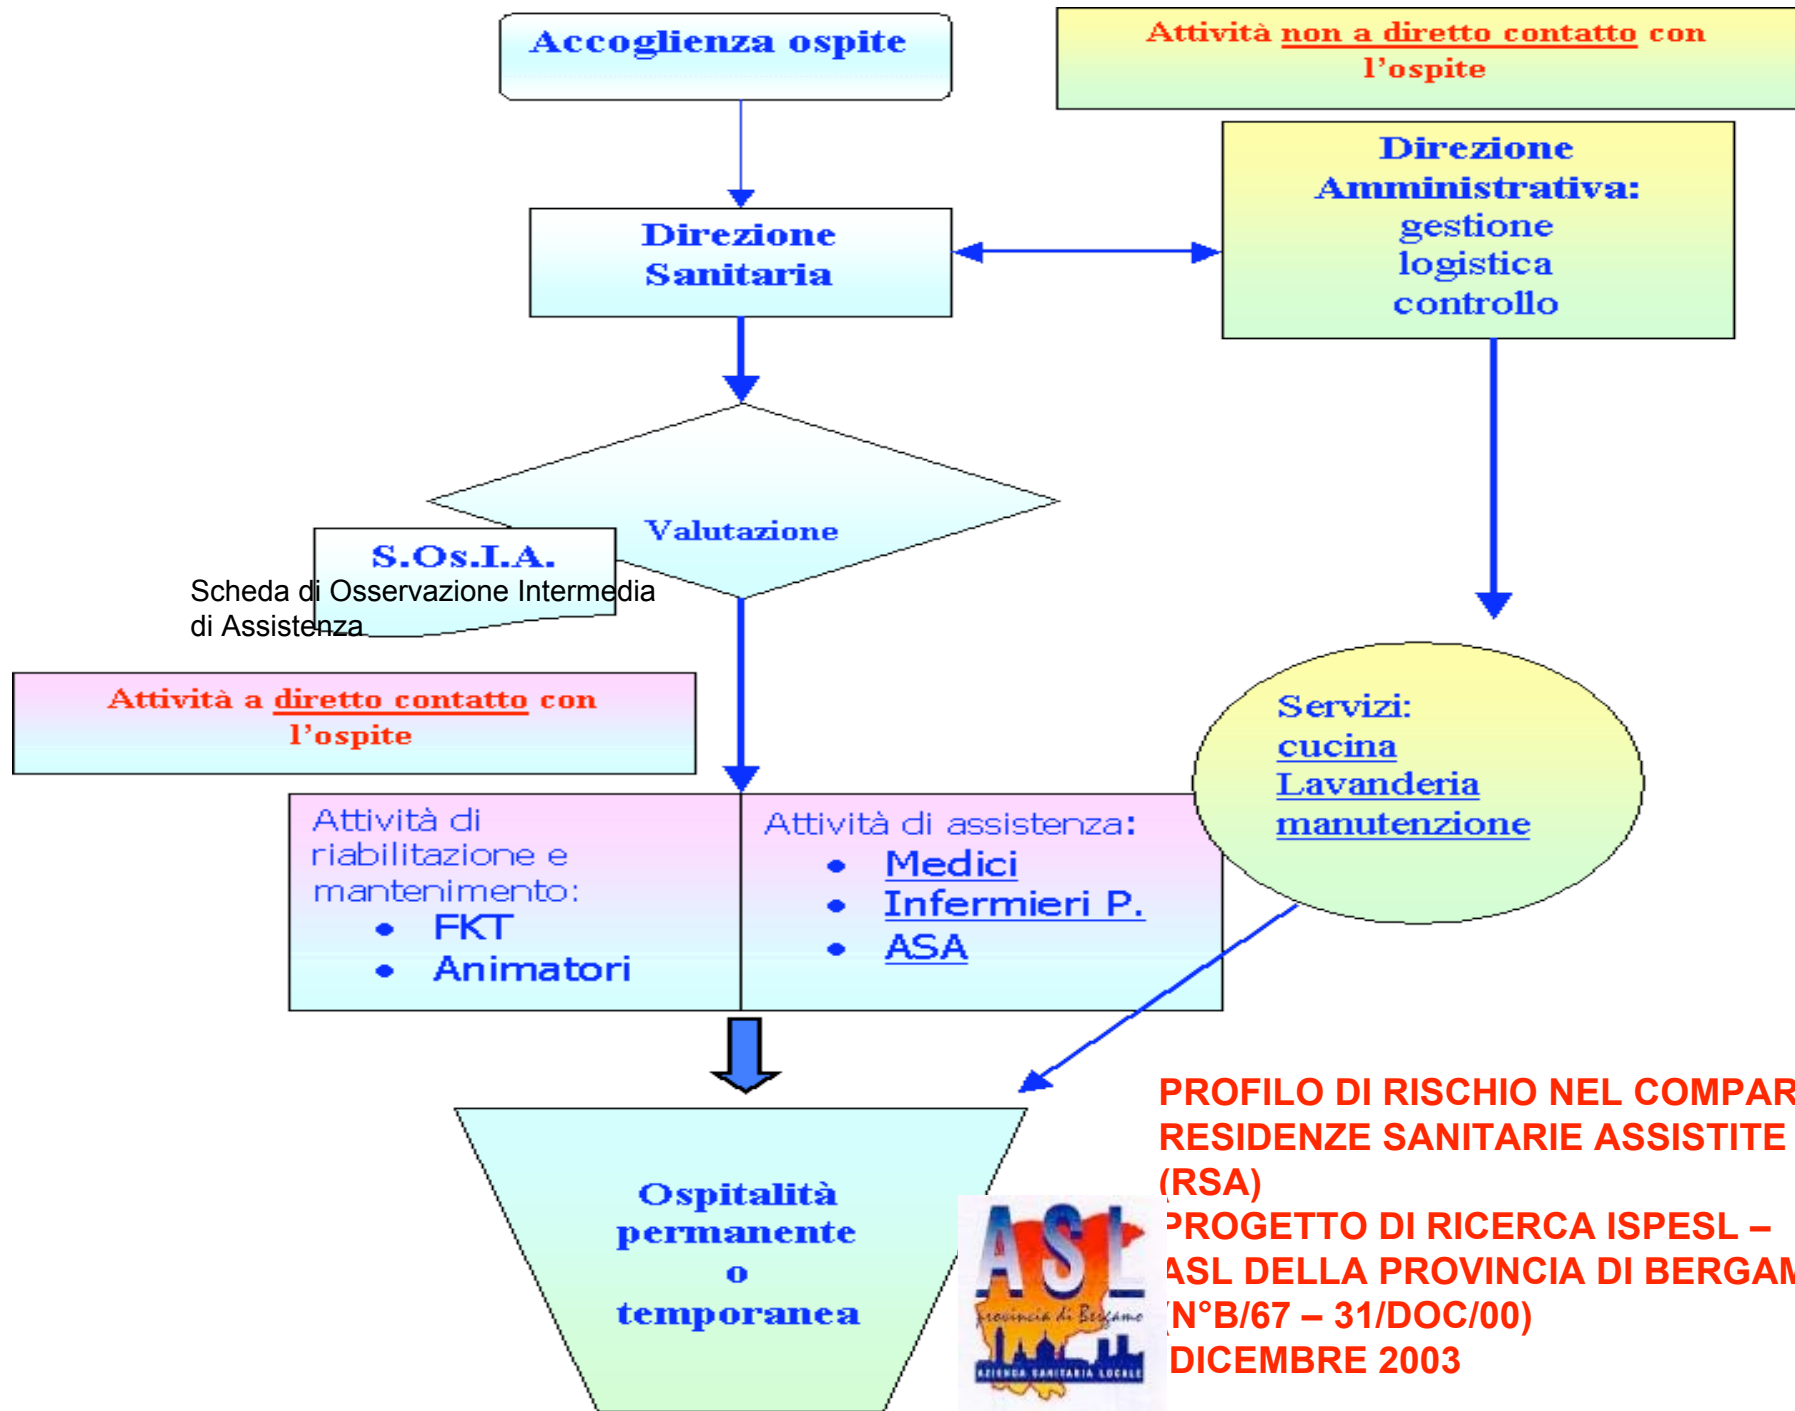 Accoglienza ospite
Attività non a diretto contatto con
l'ospite
Direzione
Sanitaria
Direzione
Amministrativa:
gestione
logistica
controllo
Valutazione
S.Os.I.A.
Scheda di Osservazione Intermedia
di Assistenza
Attività a diretto contatto con
l'ospite
Servizi:
cucina
Lavanderia
manutenzione
Attività di
riabilitazione e
mantenimento:
• FKT
• Animatori
Attività di assistenza:
• Medici
• Infermieri P.
• ASA
Ospitalità
permanente
o
temporanea
ASL
provincia di Bergamo
AZIENDA SANITARIA LOCALE
PROFILO DI RISCHIO NEL COMPAR
RESIDENZE SANITARIE ASSISTITE
(RSA)
PROGETTO DI RICERCA ISPESL –
ASL DELLA PROVINCIA DI BERGAM
(N°B/67 – 31/DOC/00)
DICEMBRE 2003